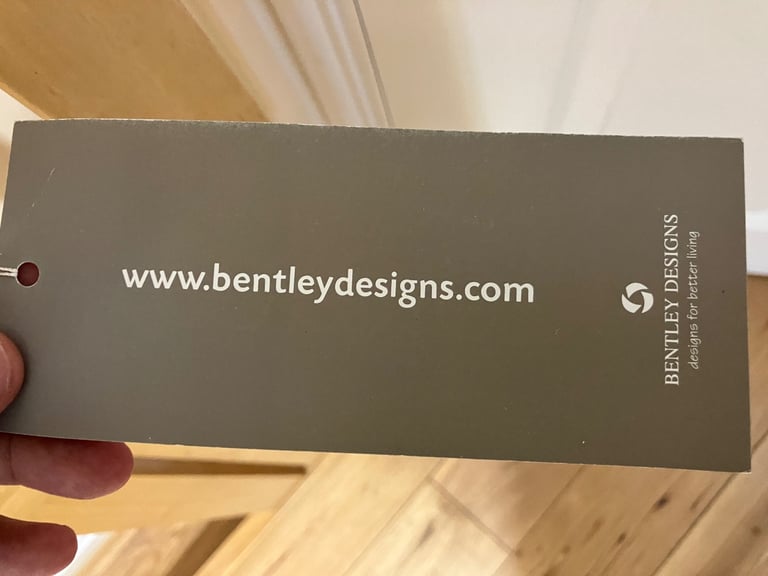 www.bentleydesigns.com
BENTLEY DESIGNS
designs for better living